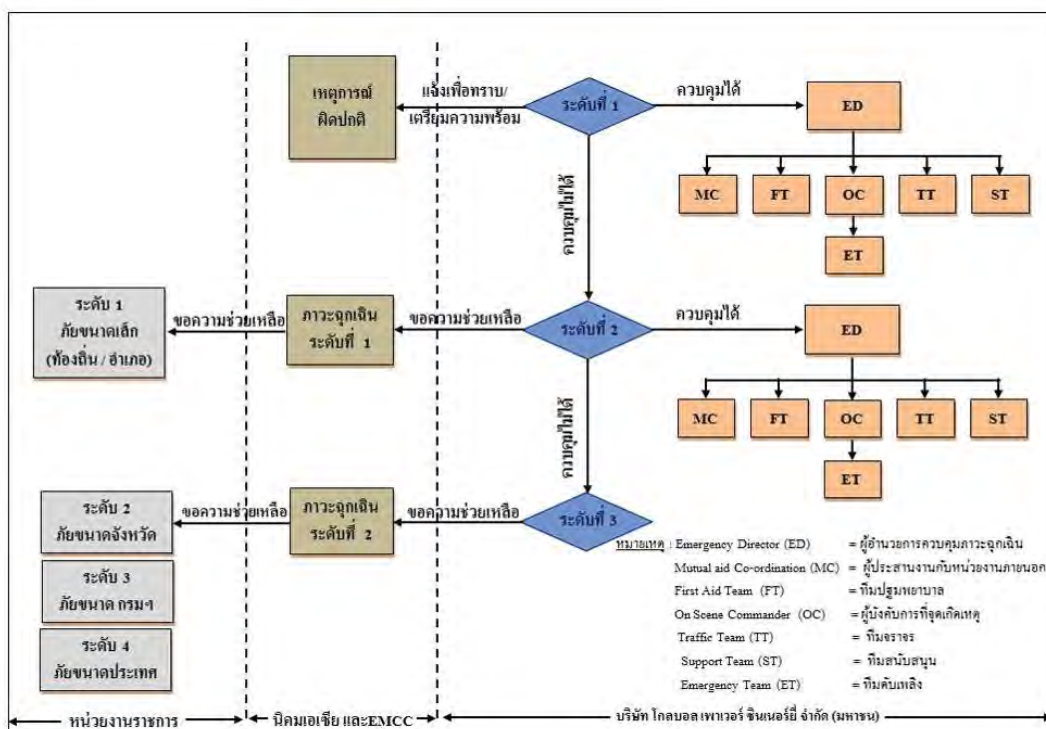 เหตุการณ์
ผิดปกติ
แจ้งเพื่อทราบ/
เตรียมความพร้อม
ระดับที่ 1
ควบคุมได้
ED
MC FT OC TT ST
ET
ควบคุมไม่ได้
ระดับ 1
ภัยขนาดเล็ก
(ท้องถิ่น / อำเภอ)
ขอความช่วยเหลือ
ภาวะฉุกเฉิน
ระดับที่ 1
ขอความช่วยเหลือ
ระดับที่ 2
ควบคุมได้
ED
MC FT OC TT ST
ET
ควบคุมไม่ได้
ระดับ 2
ภัยขนาดจังหวัด
ขอความช่วยเหลือ
ภาวะฉุกเฉิน
ระดับที่ 2
ขอความช่วยเหลือ
ระดับที่ 3
ระดับ 3
ภัยขนาด กรมฯ
ระดับ 4
ภัยขนาดประเทศ
หมายเหตุ : Emergency Director (ED) = ผู้อำนวยการควบคุมภาวะฉุกเฉิน
Mutual aid Co-ordination (MC) = ผู้ประสานงานกับหน่วยงานภายนอก
First Aid Team (FT) = ทีมปฐมพยาบาล
On Scene Commander (OC) = ผู้บังคับการที่จุดเกิดเหตุ
Traffic Team (TT) = ทีมจราจร
Support Team (ST) = ทีมสนับสนุน
Emergency Team (ET) = ทีมดับเพลิง
หน่วยงานราชการ
นิคมเอเซีย และEMCC
บริษัท โกลบอล เพาเวอร์ ซินเนอร์ยี่ จำกัด (มหาชน)